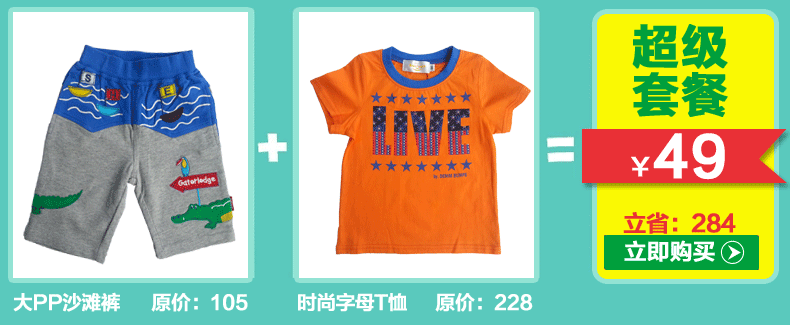 S
E
Gatorlodge
大PP沙滩裤 原价：105
+
LIVE
时尚字母T恤 原价：228
=
超级
套餐
¥49
立省：284
立即购买